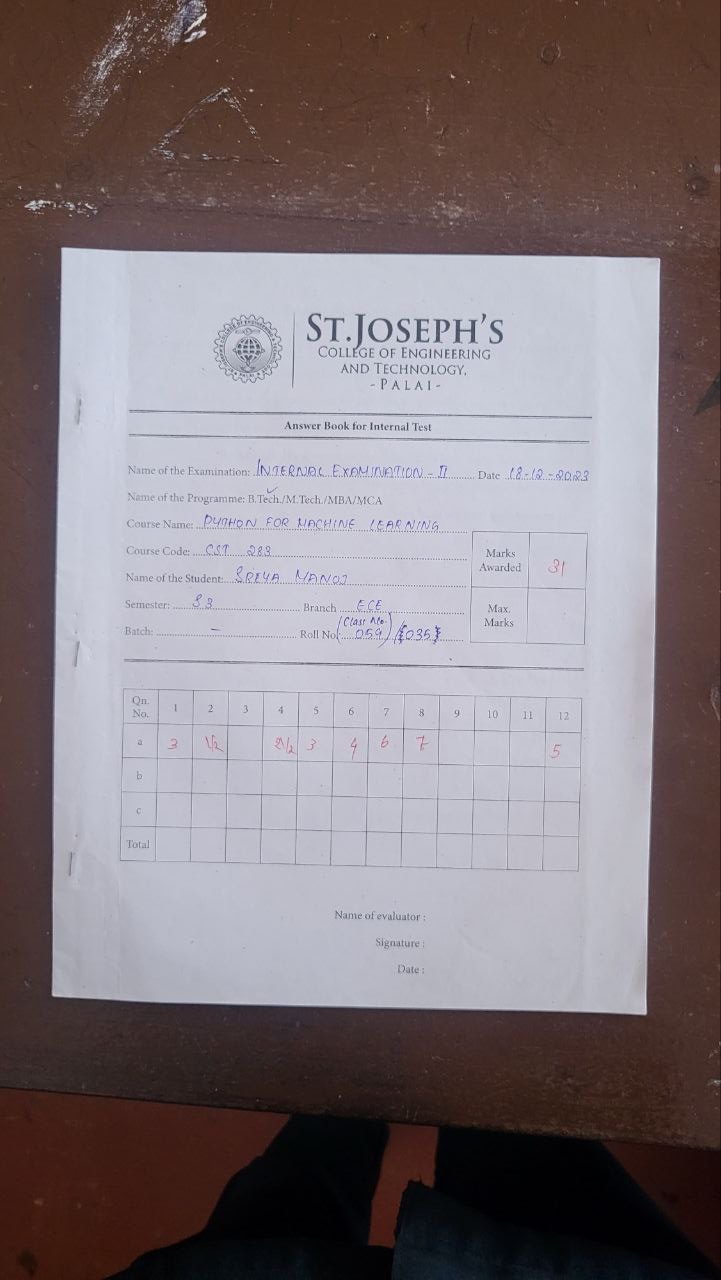 ST.JOSEPH'S
COLLEGE OF ENGINEERING
AND TECHNOLOGY,
- PALAI -
Answer Book for Internal Test
Name of the Examination: INTERNAL EXAMINATION - II Date 18-12-2023
Name of the Programme: B.Tech./M.Tech./MBA/MCA
Course Name: PYTHON FOR MACHINE LEARNING
Course Code: CST 283
Marks Awarded 31
Name of the Student: SREYA MANOJ
Semester: S3 Branch ECE
Max. Marks
(Class No.)
Batch: - Roll No. 059 / 035
Qn. No. 1 2 3 4 5 6 7 8 9 10 11 12
a 3 1/2 2 1/2 3 4 6 7 5
b
c
Total
Name of evaluator :
Signature :
Date :